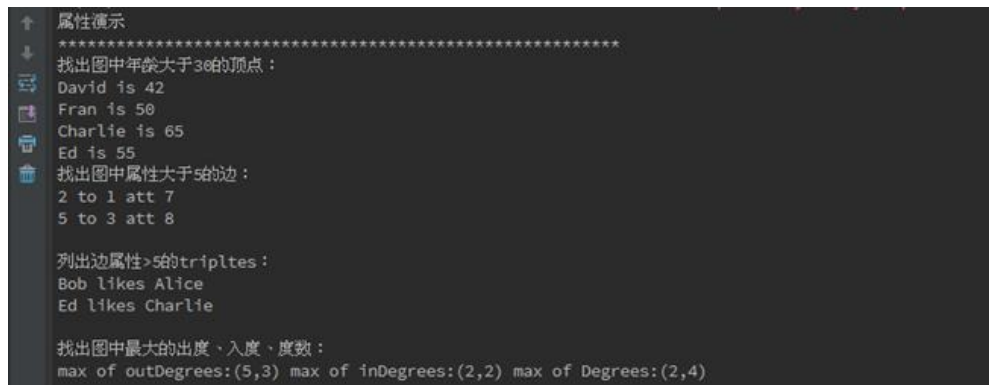 属性演示
**********************************************************
找出图中年龄大于30的顶点：
David is 42
Fran is 50
Charlie is 65
Ed is 55
找出图中属性大于5的边：
2 to 1 att 7
5 to 3 att 8
列出边属性>5的tripltes：
Bob likes Alice
Ed likes Charlie
找出图中最大的出度、入度、度数：
max of outDegrees:(5,3) max of inDegrees:(2,2) max of Degrees:(2,4)